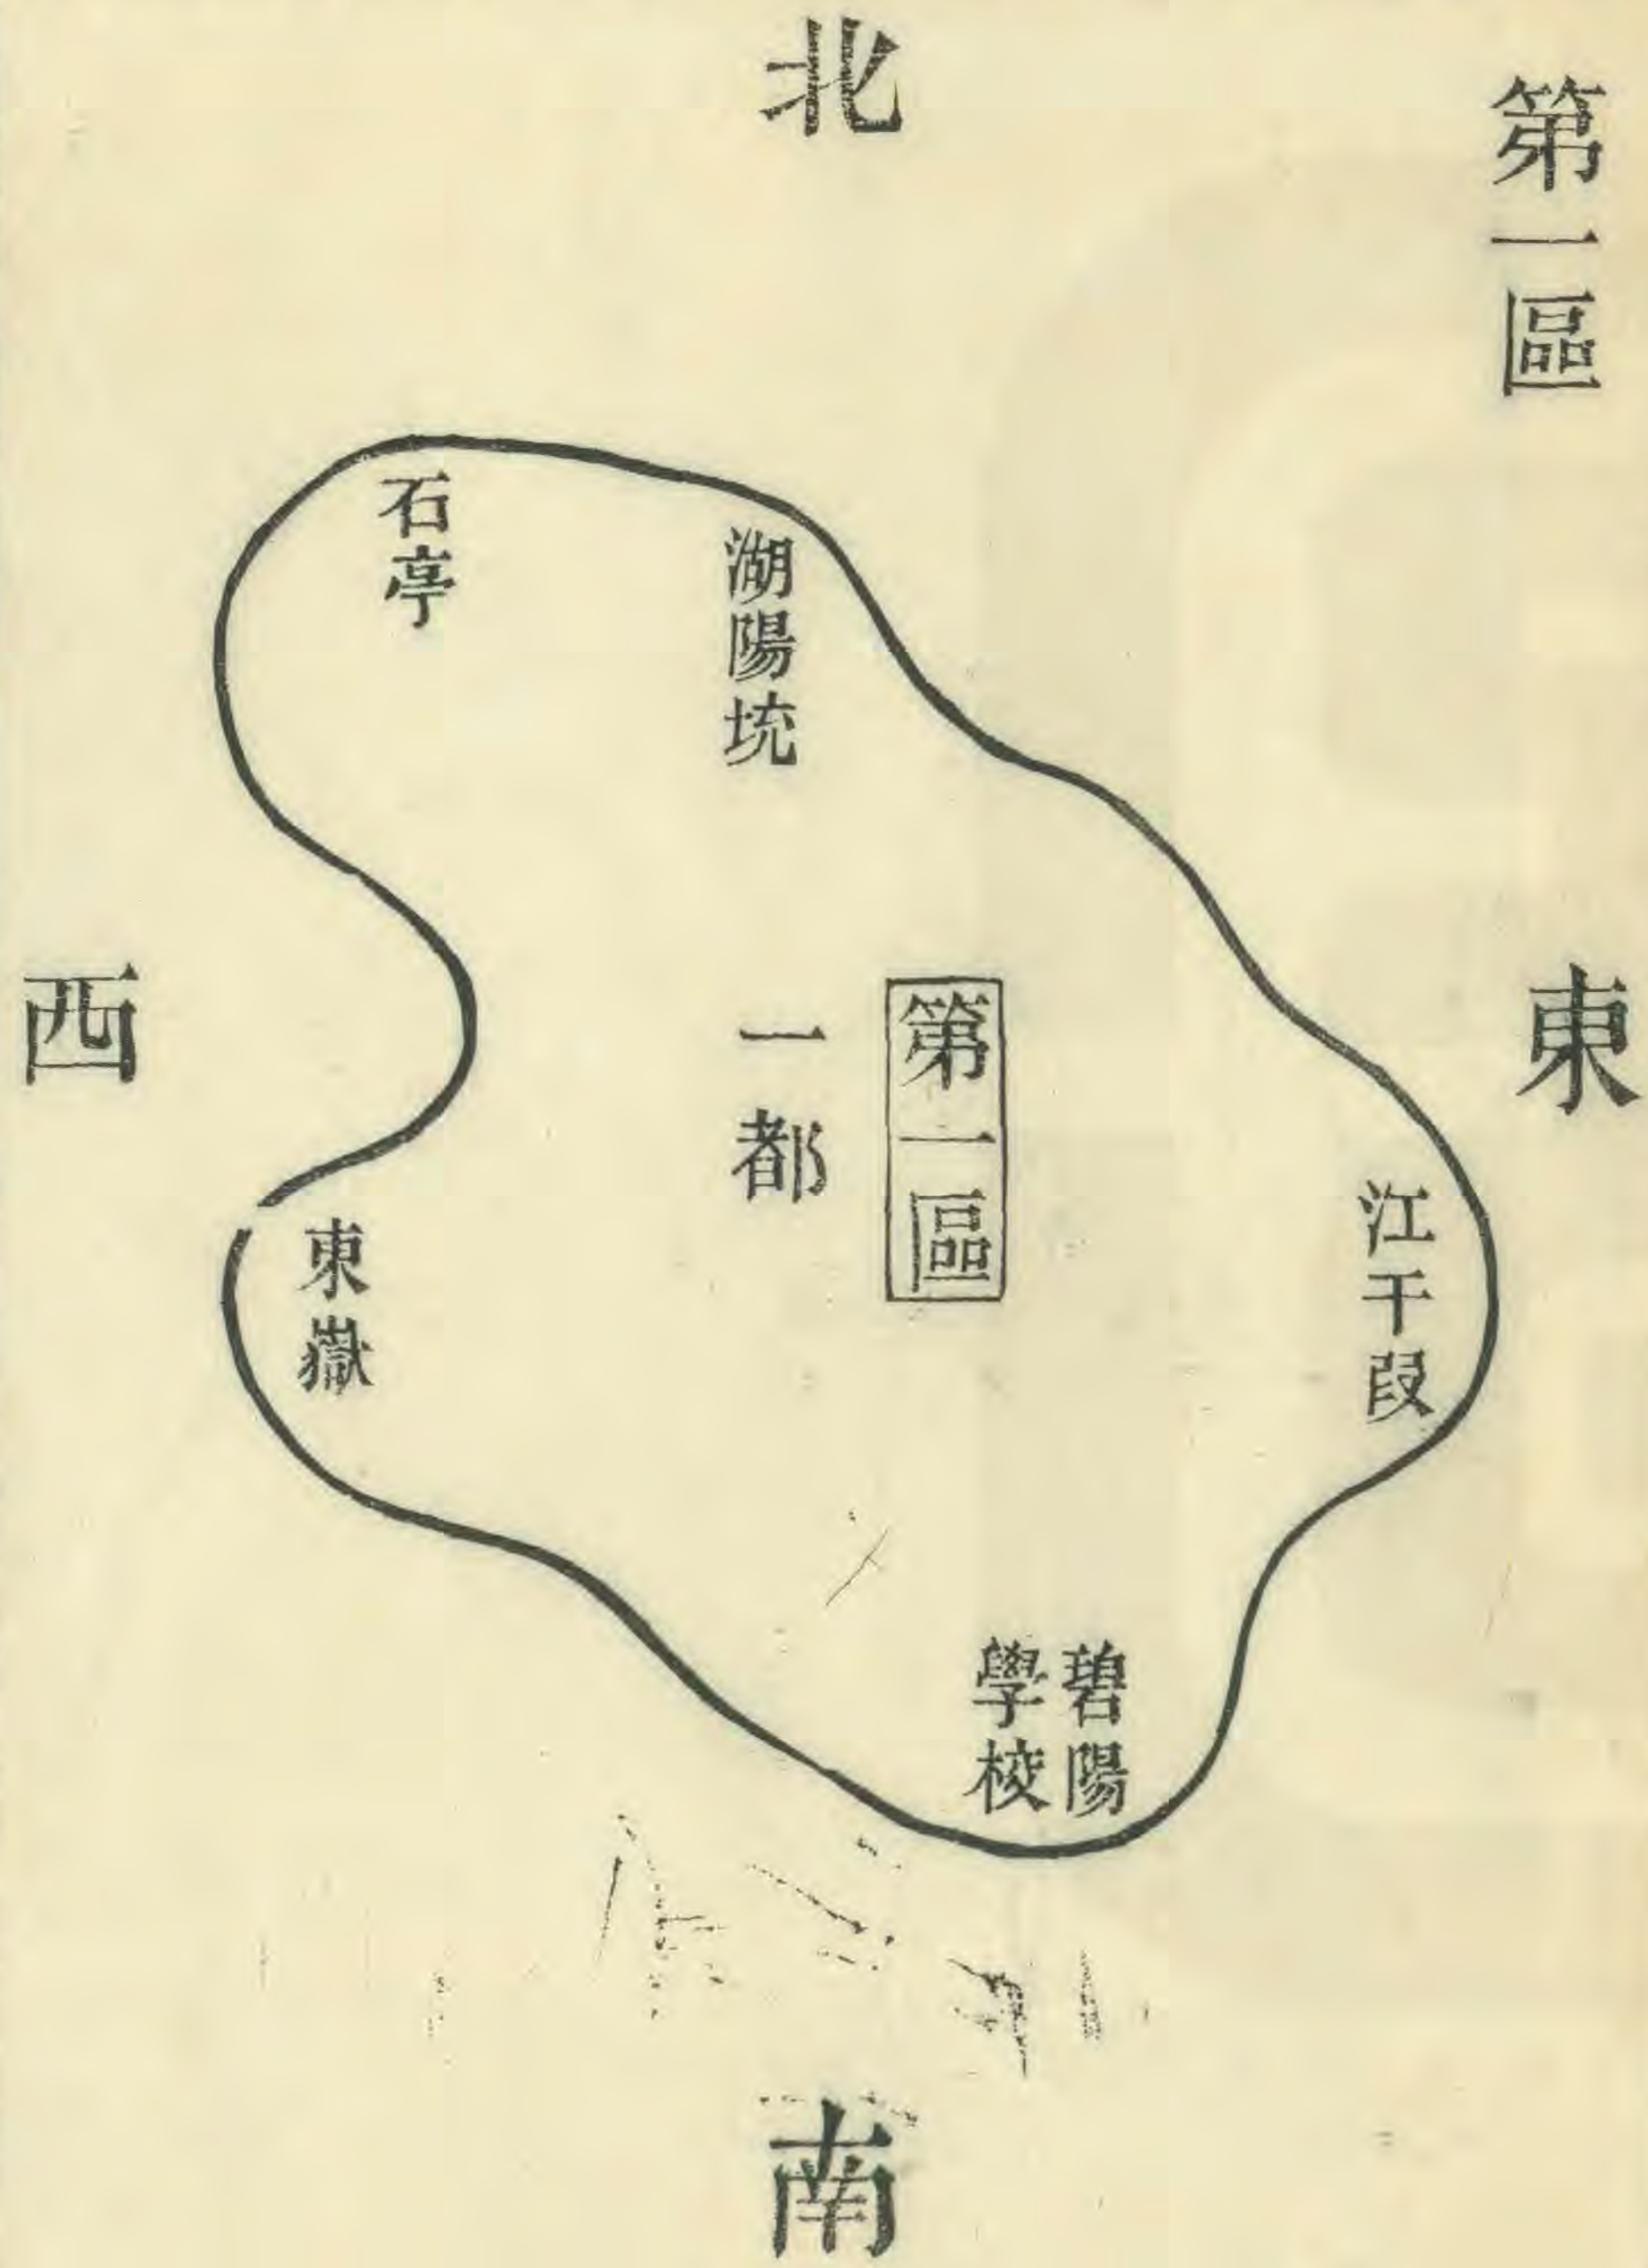 第一區
北
東
南
西
石亭
湖陽㘬
第一區
一都
江干段
東嶽
碧陽
學校